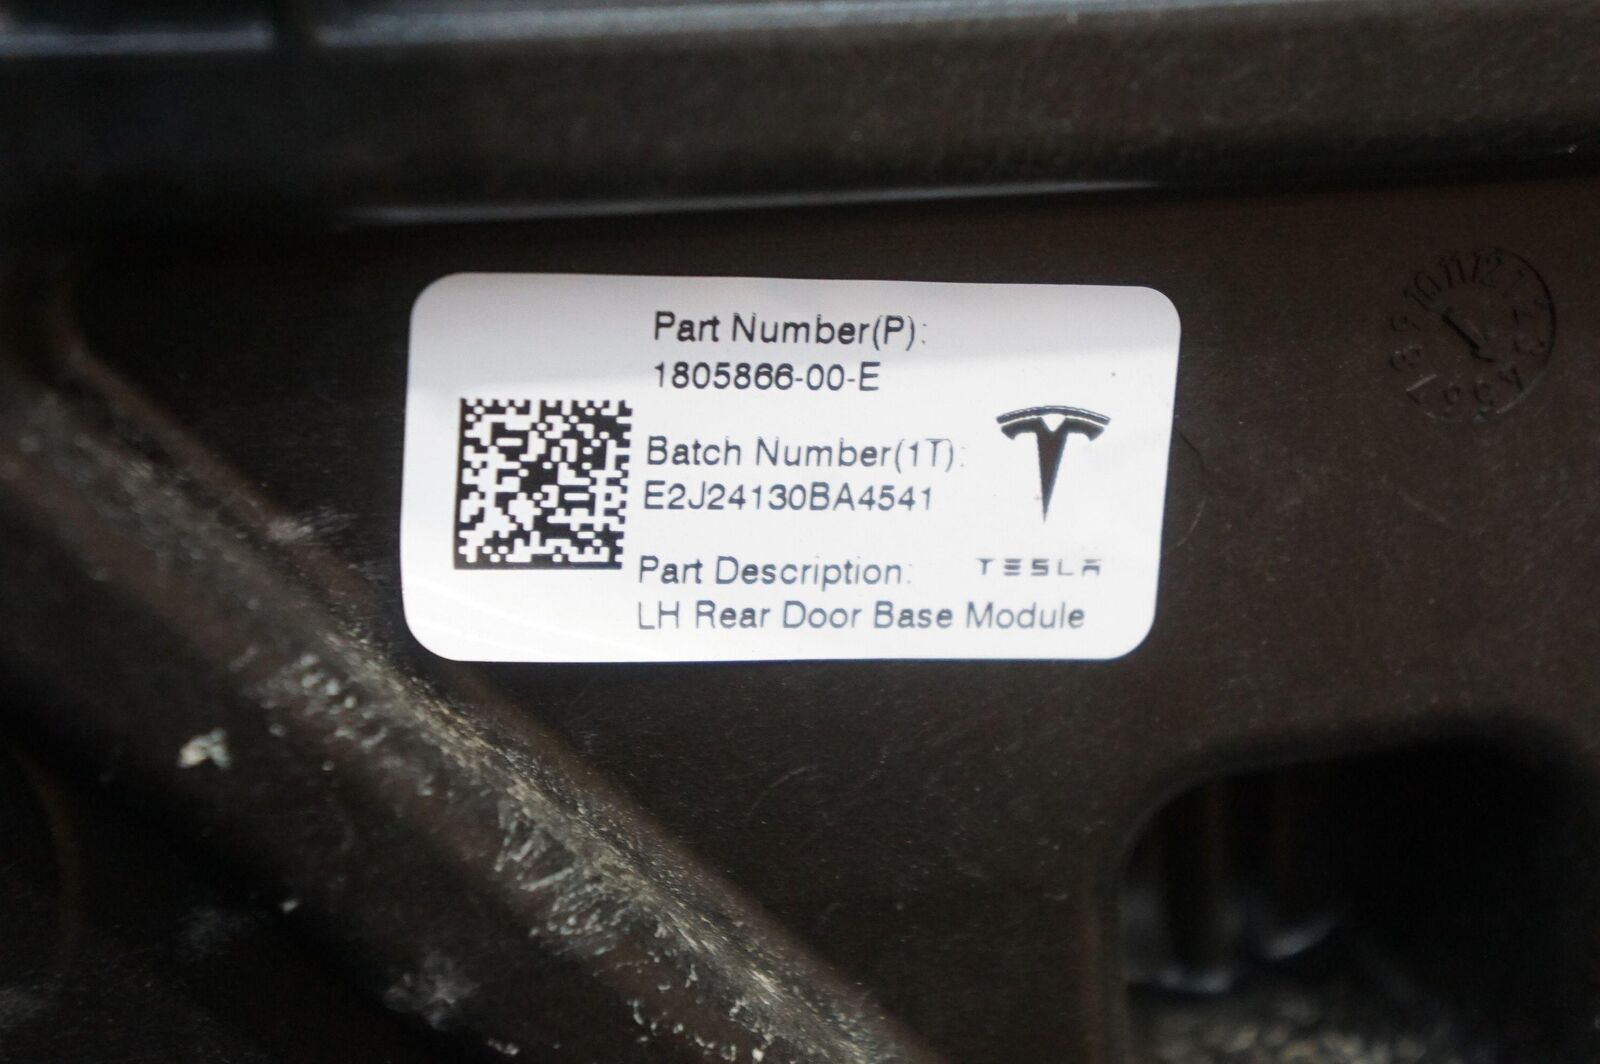 Part Number(P):
1805866-00-E
Batch Number(1T):
E2J24130BA4541
Part Description:
LH Rear Door Base Module
TESLA